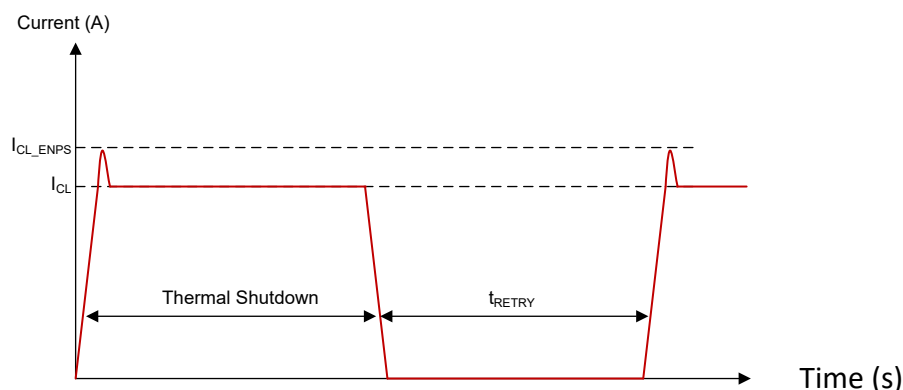 Current (A)
I_CL_ENPS
I_CL
Thermal Shutdown
t_RETRY
Time (s)